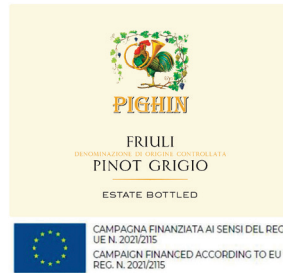 PIGHIN
FRIULI
DENOMINAZIONE DI ORIGINE CONTROLLATA
PINOT GRIGIO
ESTATE BOTTLED
CAMPAGNA FINANZIATA AI SENSI DEL REG
UE N. 2021/2115
CAMPAIGN FINANCED ACCORDING TO EU
REG. N. 2021/2115